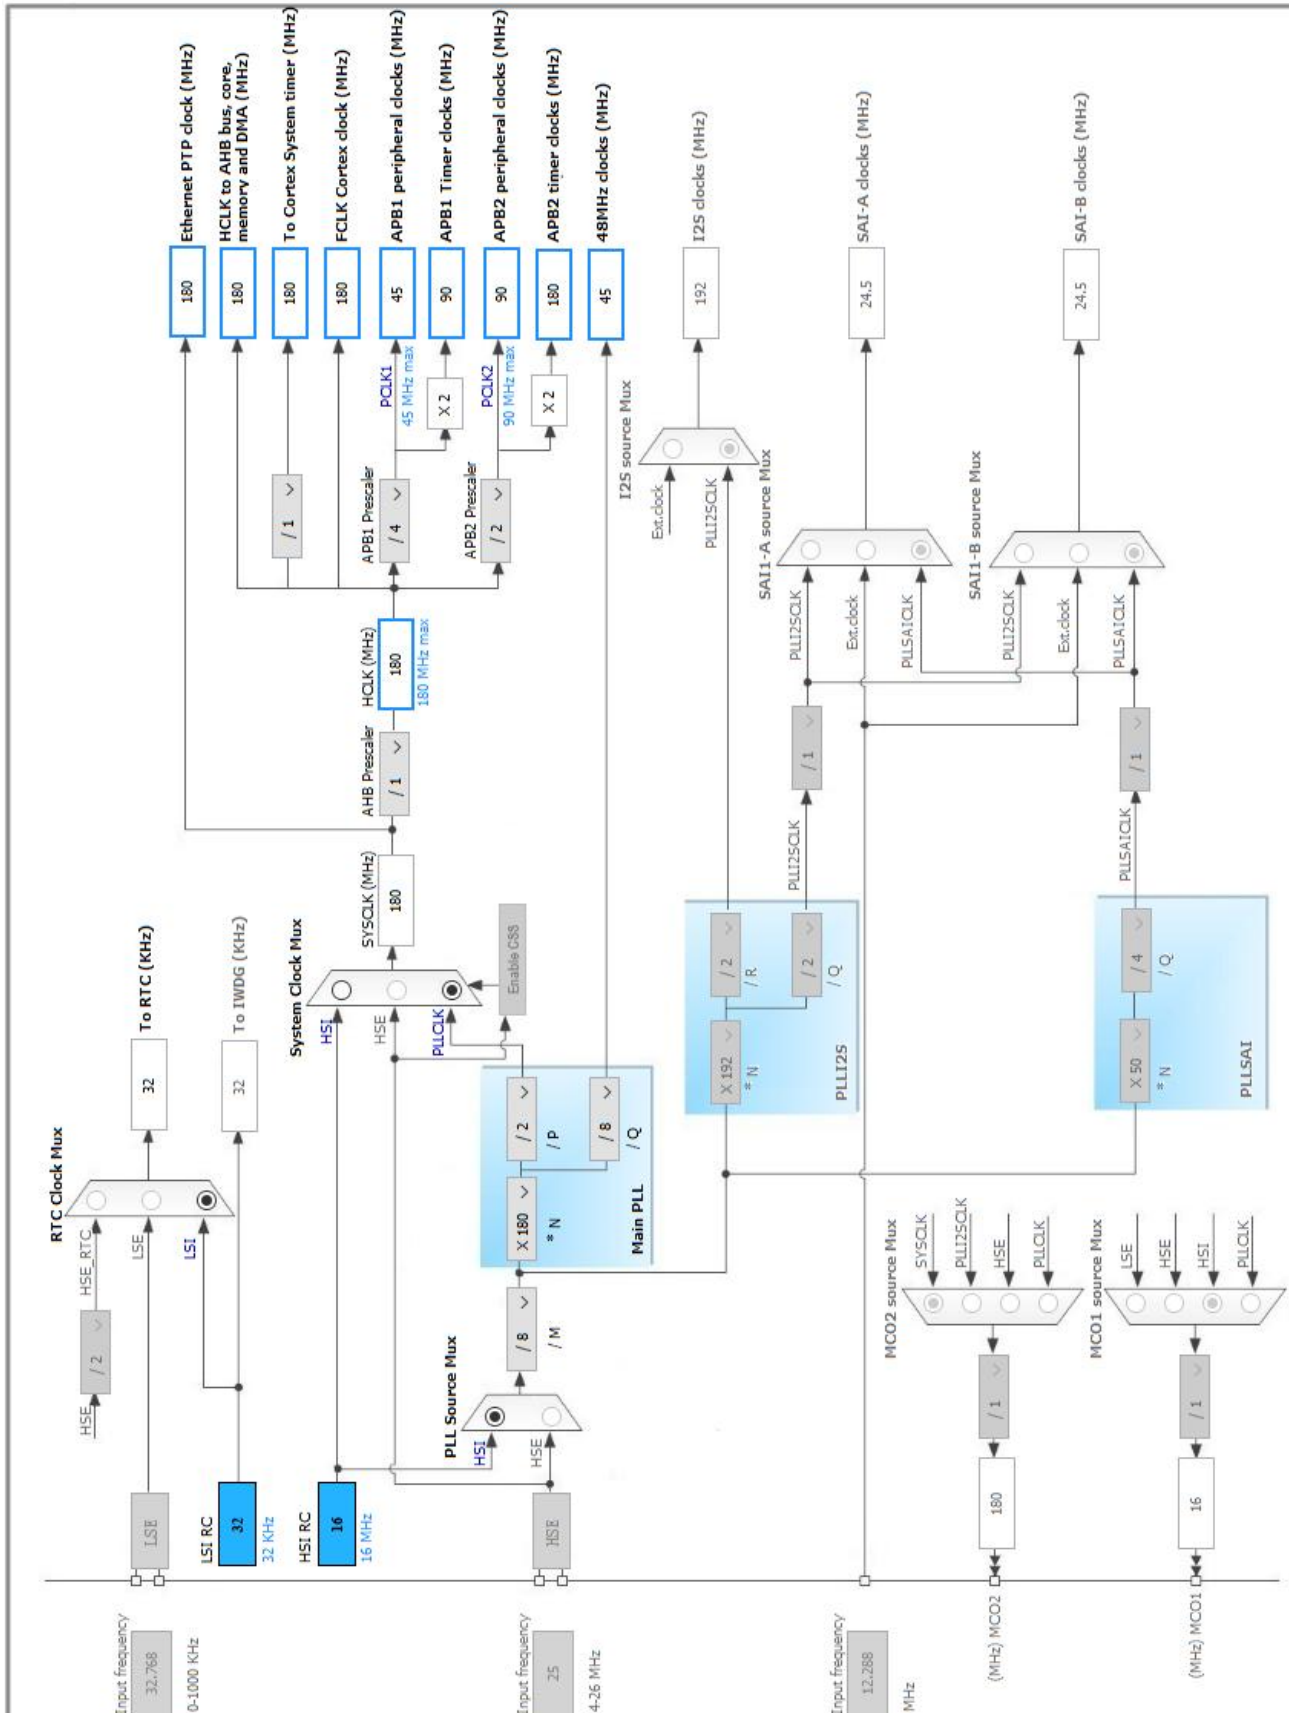 Input frequency
32.768
0-1000 KHz
LSE
HSE
/ 2
HSE_RTC
LSE
LSI
RTC Clock Mux
32
To RTC (KHz)
LSI RC
32
32 KHz
32
To IWDG (KHz)
HSI RC
16
16 MHz
Input frequency
25
4-26 MHz
HSE
PLL Source Mux
HSI
HSE
/ 8
/ M
X 180
* N
/ 2
/ P
/ 8
/ Q
Main PLL
System Clock Mux
HSI
HSE
PLLCLK
Enable CSS
SYSCLK (MHz)
180
AHB Prescaler
/ 1
HCLK (MHz)
180
180 MHz max
180
Ethernet PTP clock (MHz)
180
HCLK to AHB bus, core,
memory and DMA (MHz)
/ 1
180
To Cortex System timer (MHz)
180
FCLK Cortex clock (MHz)
APB1 Prescaler
/ 4
PCLK1
45 MHz max
45
APB1 peripheral clocks (MHz)
X 2
90
APB1 Timer clocks (MHz)
APB2 Prescaler
/ 2
PCLK2
90 MHz max
90
APB2 peripheral clocks (MHz)
X 2
180
APB2 timer clocks (MHz)
45
48MHz clocks (MHz)
X 192
* N
/ 2
/ R
/ 2
/ Q
PLLI2S
I2S source Mux
Ext.clock
PLLI2SCLK
192
I2S clocks (MHz)
PLLI2SCLK
/ 1
SAI1-A source Mux
PLLI2SCLK
Ext.clock
PLLSAICLK
24.5
SAI-A clocks (MHz)
Input frequency
12.288
MHz
X 50
* N
/ 4
/ Q
PLLSAI
PLLSAICLK
/ 1
SAI1-B source Mux
PLLI2SCLK
Ext.clock
PLLSAICLK
24.5
SAI-B clocks (MHz)
MCO2 source Mux
SYSCLK
PLLI2SCLK
HSE
PLLCLK
/ 1
180
(MHz) MCO2
MCO1 source Mux
LSE
HSE
HSI
PLLCLK
/ 1
16
(MHz) MCO1